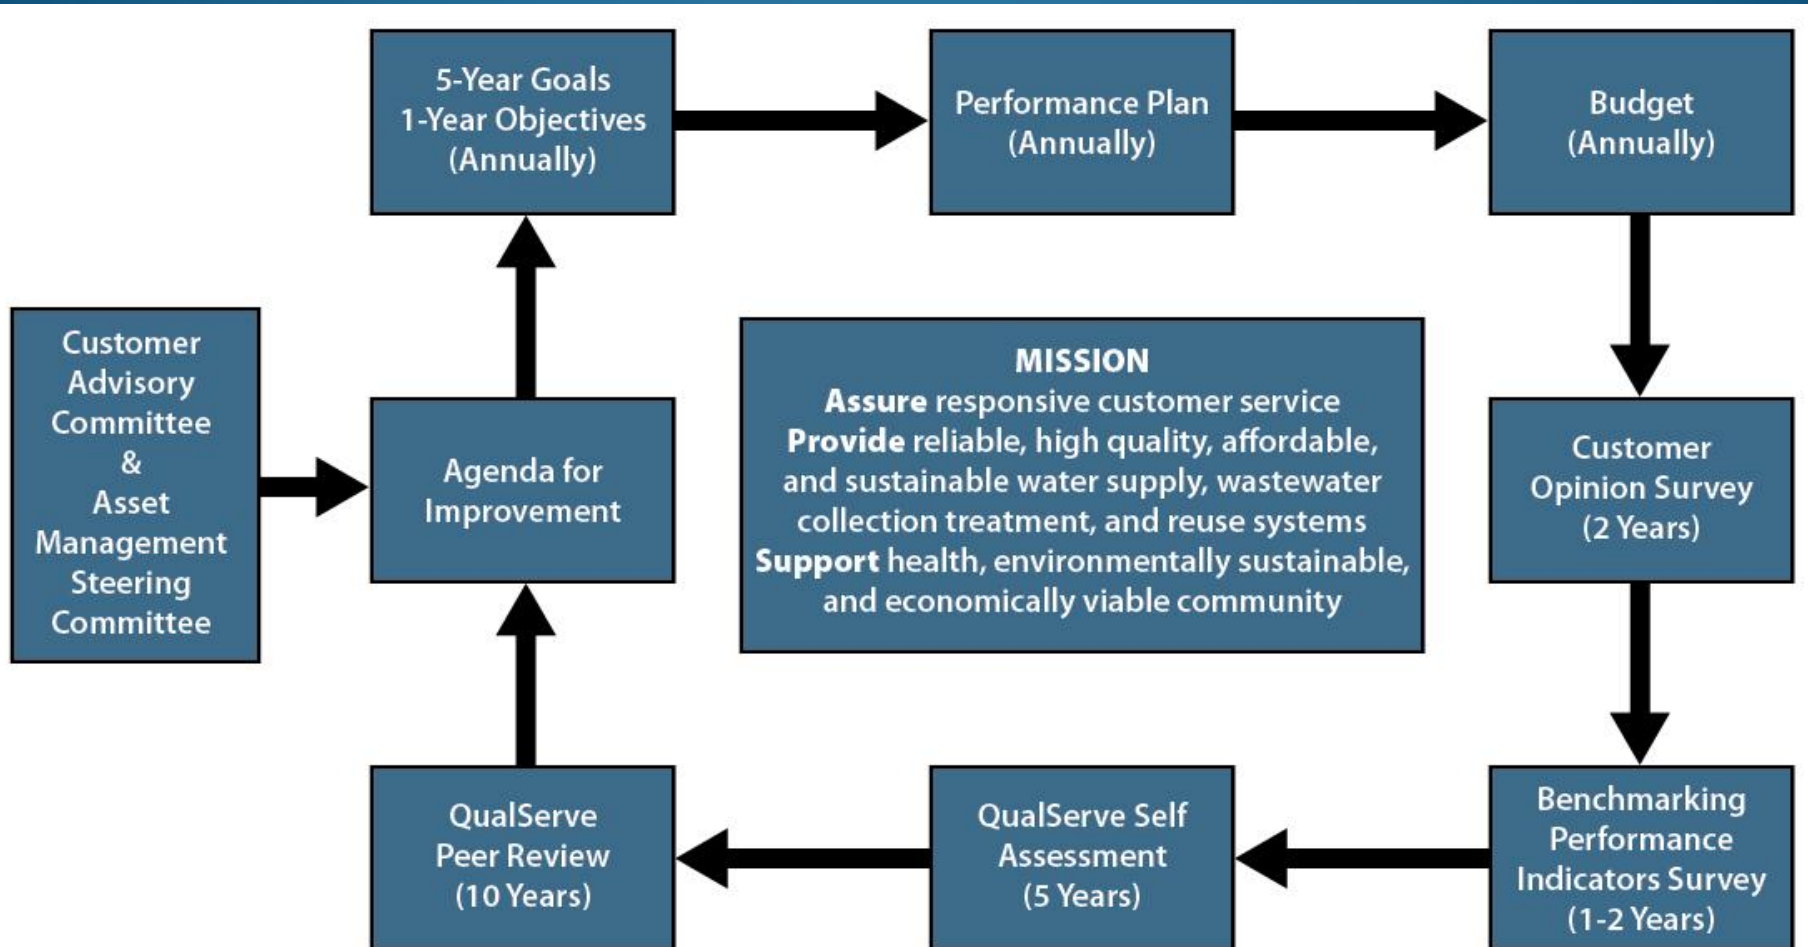 5-Year Goals
1-Year Objectives
(Annually)
Performance Plan
(Annually)
Budget
(Annually)
Customer
Advisory
Committee
&
Asset
Management
Steering
Committee
Agenda for
Improvement
MISSION
Assure responsive customer service
Provide reliable, high quality, affordable,
and sustainable water supply, wastewater
collection treatment, and reuse systems
Support health, environmentally sustainable,
and economically viable community
Customer
Opinion Survey
(2 Years)
QualServe
Peer Review
(10 Years)
QualServe Self
Assessment
(5 Years)
Benchmarking
Performance
Indicators Survey
(1-2 Years)